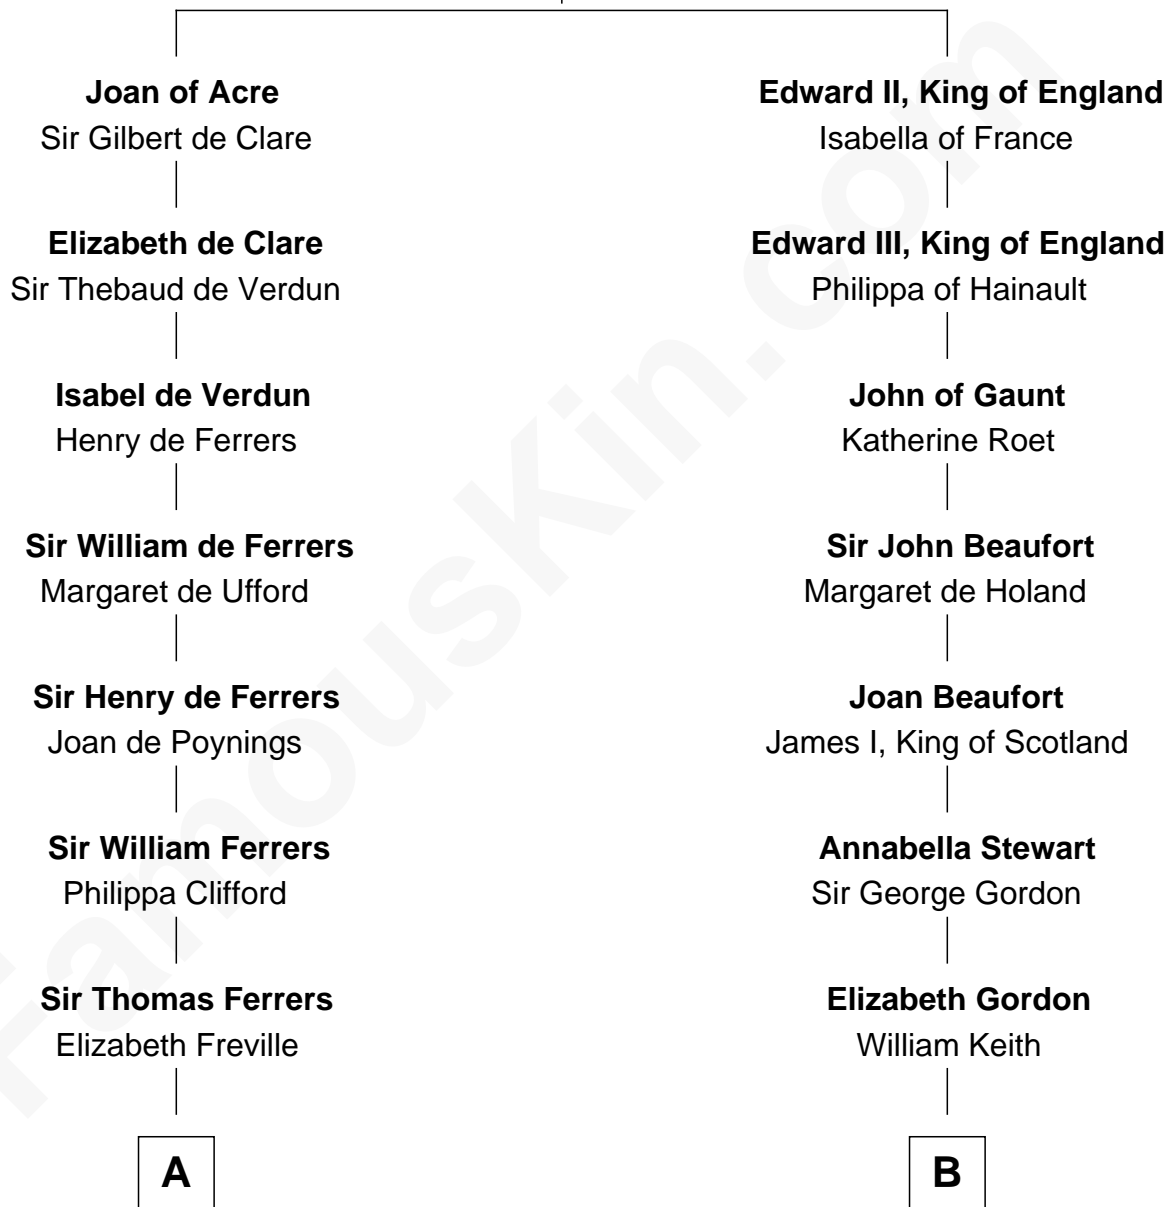 Joan of Acre
Sir Gilbert de Clare
Elizabeth de Clare
Sir Thebaud de Verdun
Isabel de Verdun
Henry de Ferrers
Sir William de Ferrers
Margaret de Ufford
Sir Henry de Ferrers
Joan de Poynings
Sir William Ferrers
Philippa Clifford
Sir Thomas Ferrers
Elizabeth Freville
A
Edward II, King of England
Isabella of France
Edward III, King of England
Philippa of Hainault
John of Gaunt
Katherine Roet
Sir John Beaufort
Margaret de Holand
Joan Beaufort
James I, King of Scotland
Annabella Stewart
Sir George Gordon
Elizabeth Gordon
William Keith
B
FamousKin.com